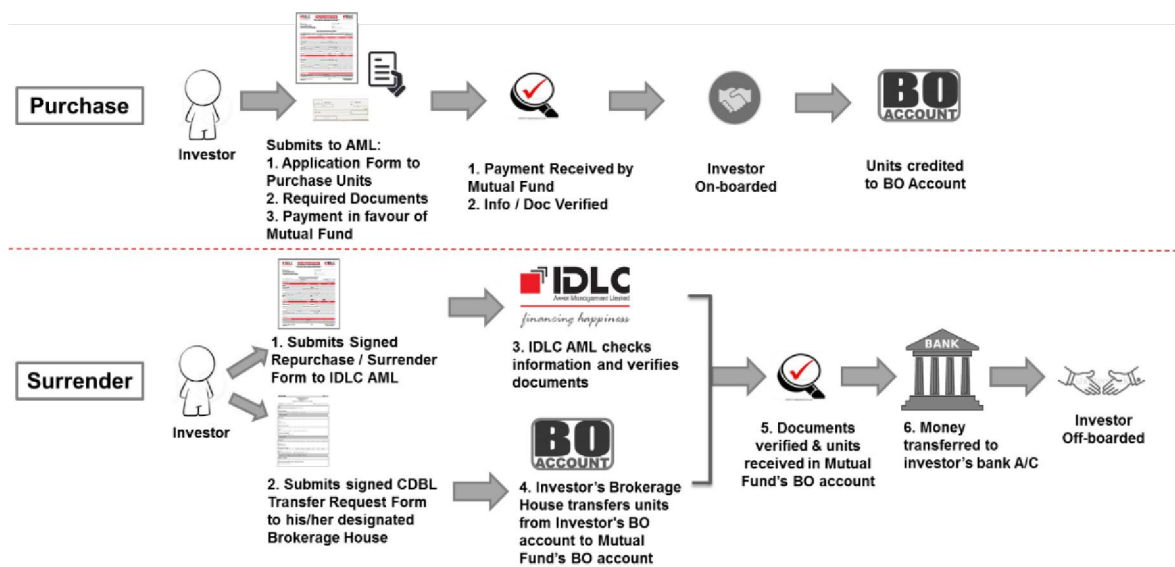 Purchase
Investor
Submits to AML:
1. Application Form to
Purchase Units
2. Required Documents
3. Payment in favour of
Mutual Fund
1. Payment Received by
Mutual Fund
2. Info / Doc Verified
Investor
On-boarded
BO
ACCOUNT
Units credited
to BO Account
Surrender
Investor
1. Submits Signed
Repurchase / Surrender
Form to IDLC AML
2. Submits signed CDBL
Transfer Request Form
to his/her designated
Brokerage House
IDLC
Asset Management Limited
financing happiness
3. IDLC AML checks
information and verifies
documents
BO
ACCOUNT
4. Investor's Brokerage
House transfers units
from Investor's BO
account to Mutual
Fund's BO account
5. Documents
verified & units
received in Mutual
Fund's BO account
BANK
6. Money
transferred to
investor's bank A/C
Investor
Off-boarded